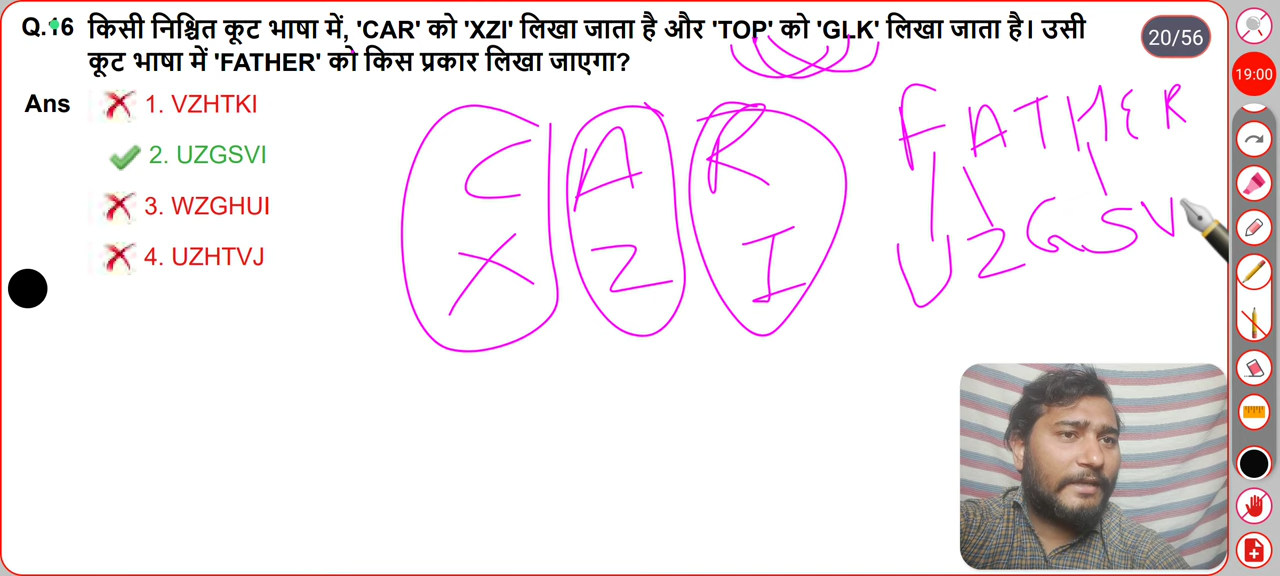 Q.16 किसी निश्चित कूट भाषा में, 'CAR' को 'XZI' लिखा जाता है और 'TOP' को 'GLK' लिखा जाता है। उसी
कूट भाषा में 'FATHER' को किस प्रकार लिखा जाएगा?
20/56
19:00
Ans 1. VZHTKI
2. UZGSVI
3. WZGHUI
4. UZHTVJ
C A R
X Z I
FATHER
UZGSV